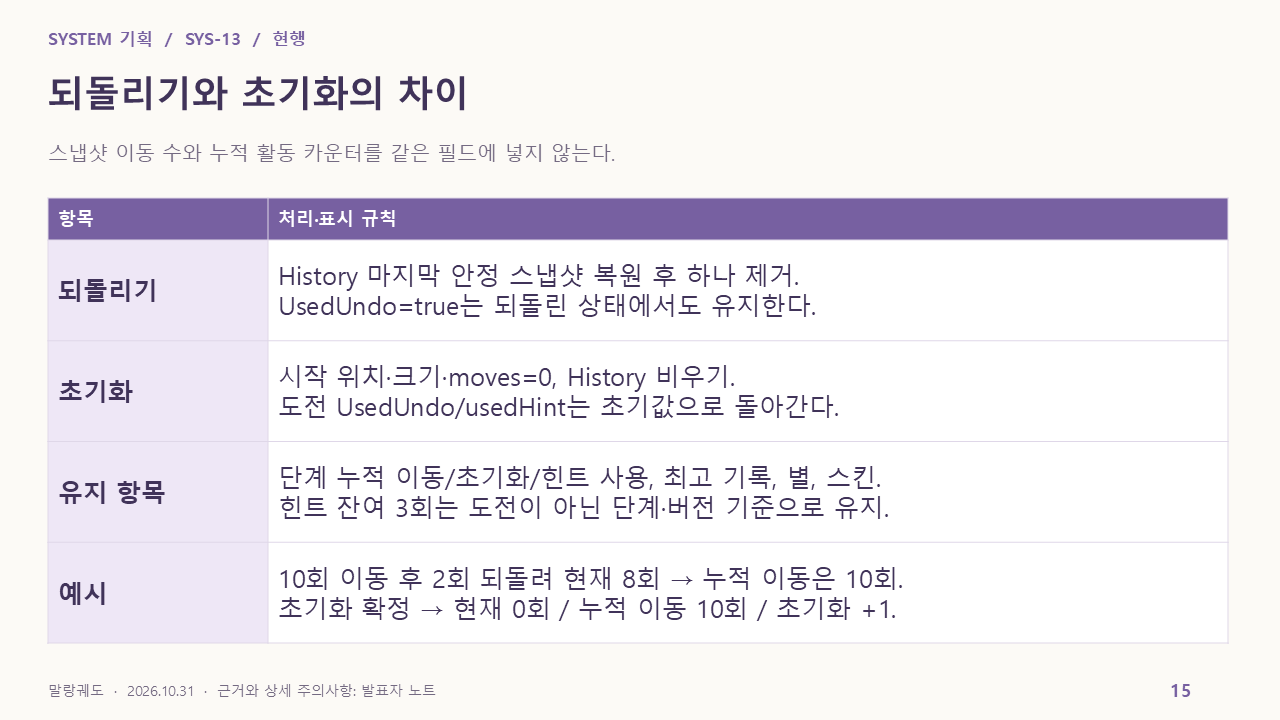 SYSTEM 기획 / SYS-13 / 현행
되돌리기와 초기화의 차이
스냅샷 이동 수와 누적 활동 카운터를 같은 필드에 넣지 않는다.
항목
처리·표시 규칙
되돌리기
History 마지막 안정 스냅샷 복원 후 하나 제거.
UsedUndo=true는 되돌린 상태에서도 유지한다.
초기화
시작 위치·크기·moves=0, History 비우기.
도전 UsedUndo/usedHint는 초기값으로 돌아간다.
유지 항목
단계 누적 이동/초기화/힌트 사용, 최고 기록, 별, 스킨.
힌트 잔여 3회는 도전이 아닌 단계·버전 기준으로 유지.
예시
10회 이동 후 2회 되돌려 현재 8회 → 누적 이동은 10회.
초기화 확정 → 현재 0회 / 누적 이동 10회 / 초기화 +1.
말랑궤도 · 2026.10.31 · 근거와 상세 주의사항: 발표자 노트
15